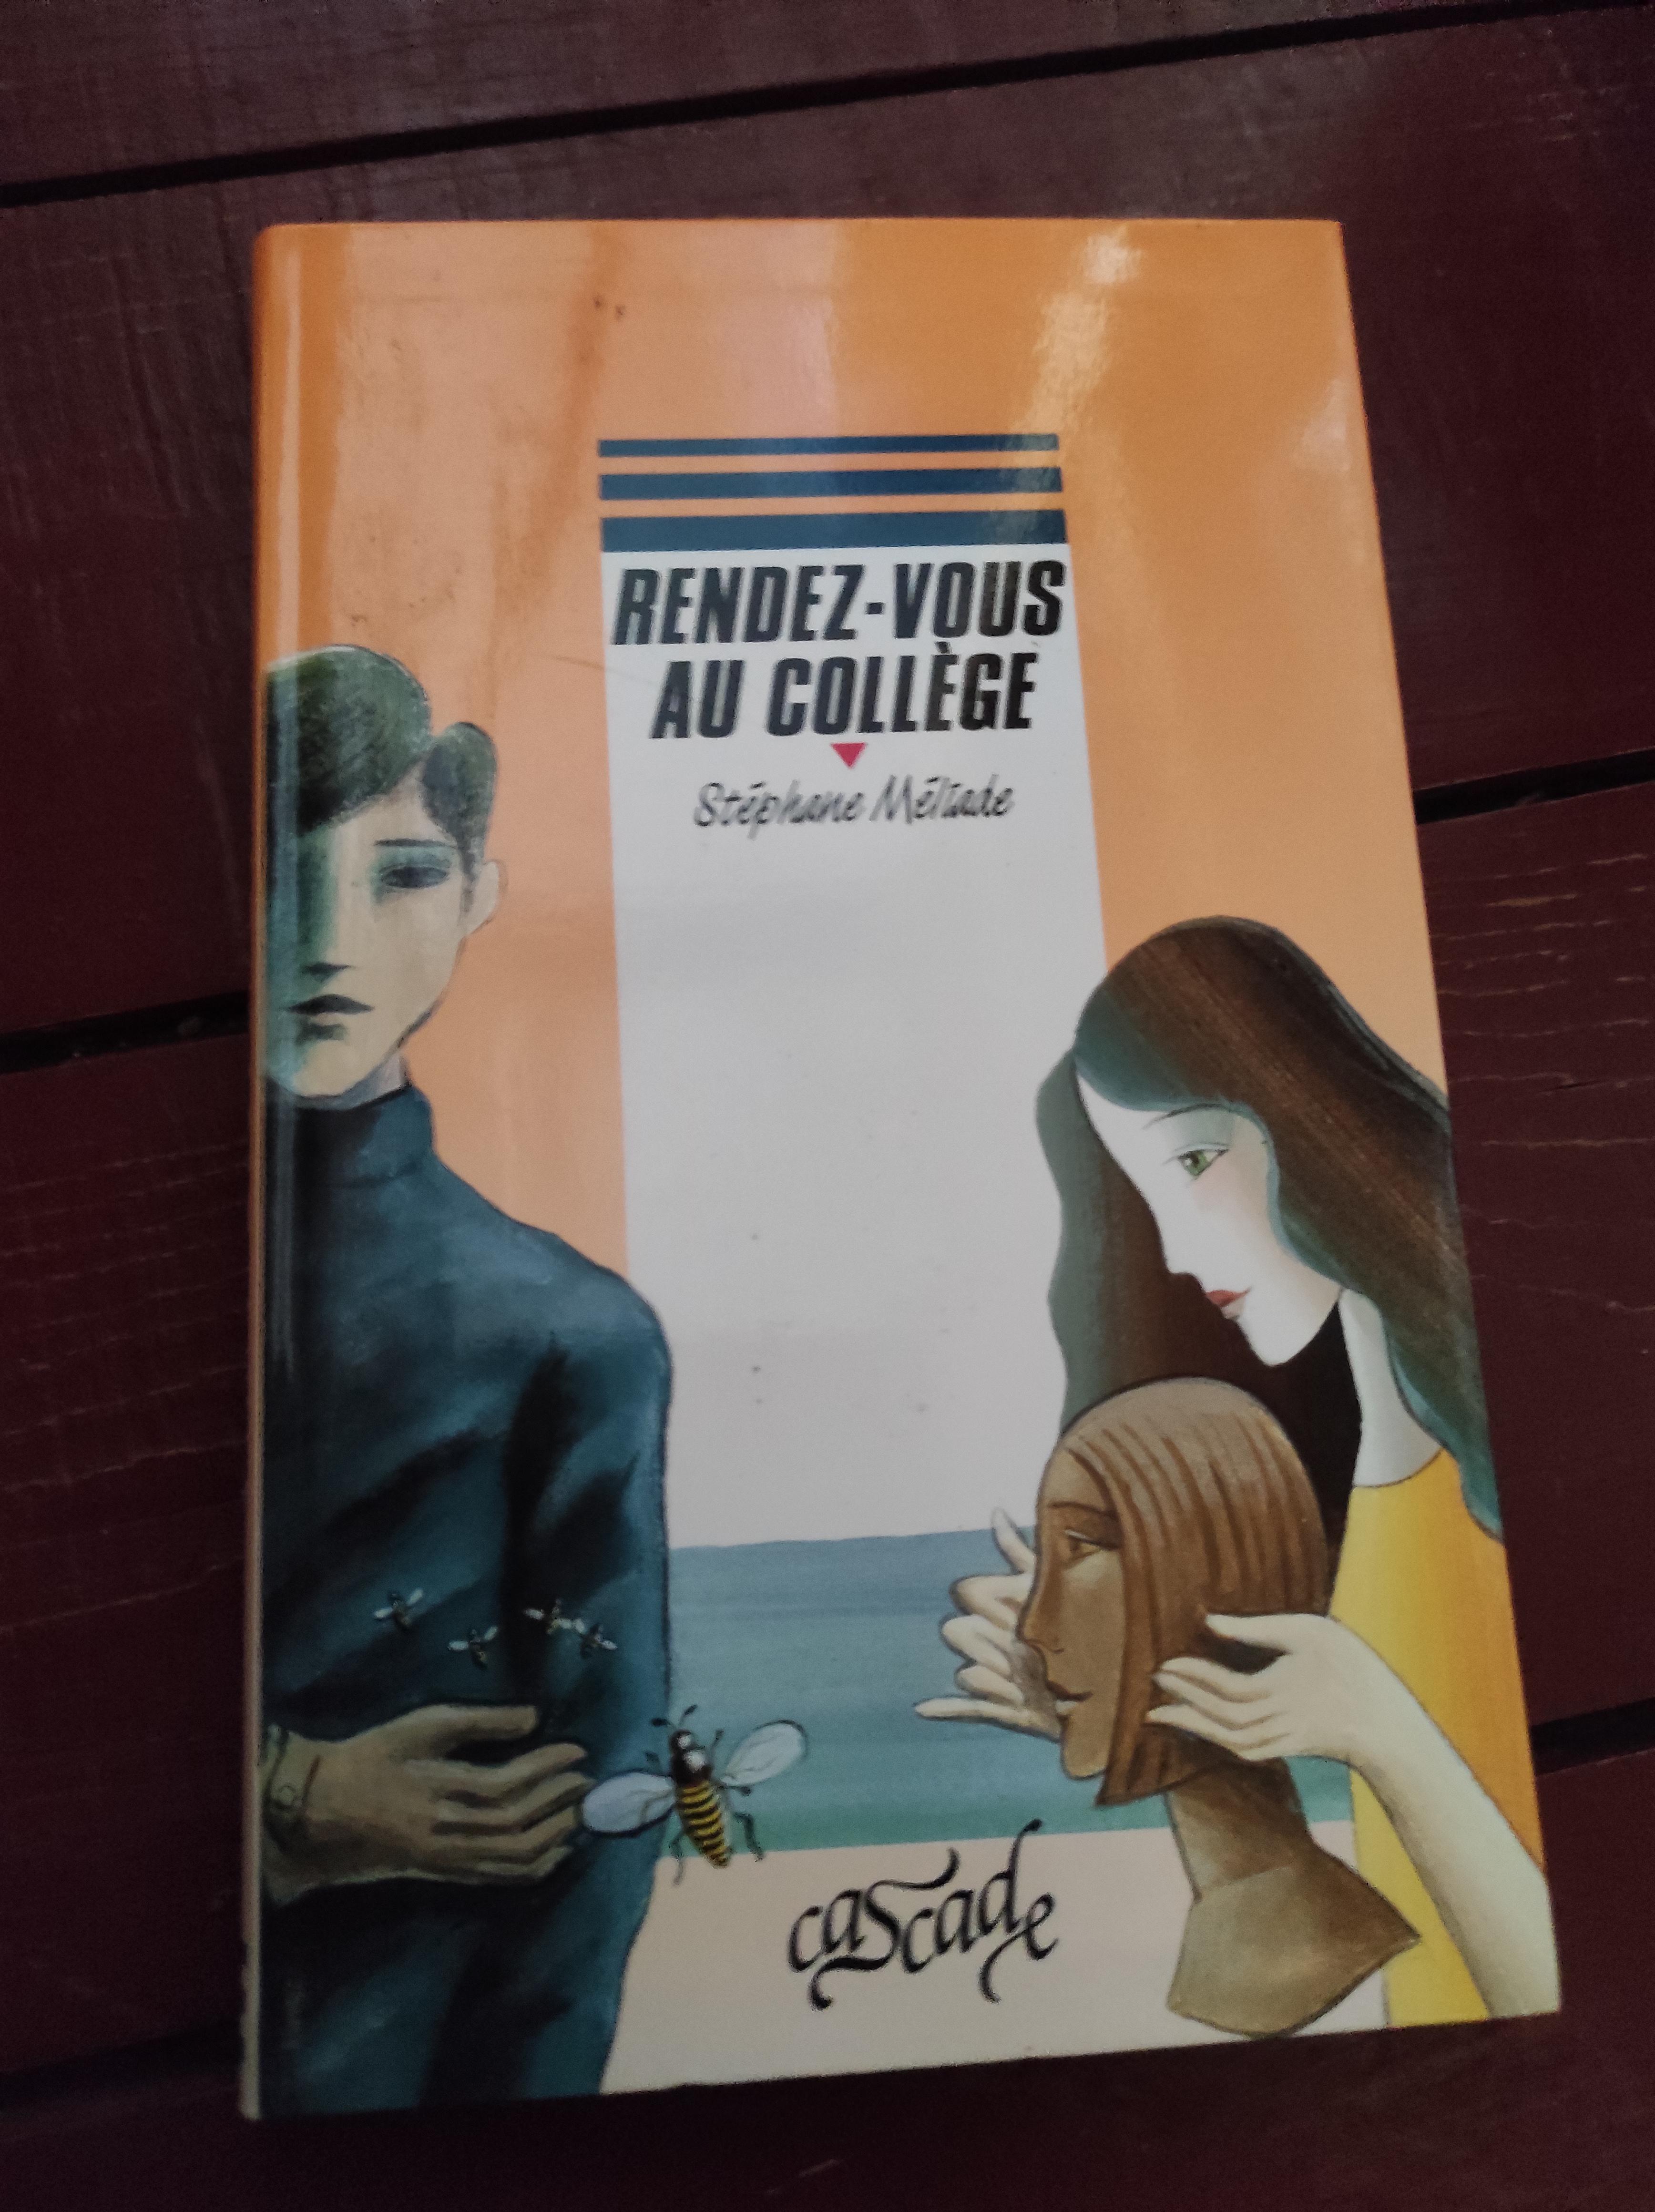 RENDEZ-VOUS
AU COLLÈGE
Stéphane Méliade
cascade